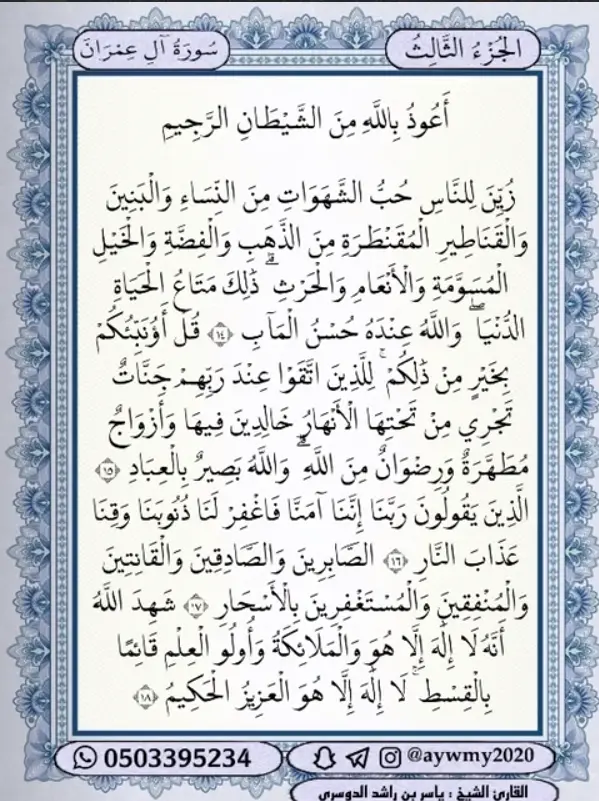 الجُزْءُ الثَّالِثُ
سُورَةُ آلِ عِمْرَانَ
أَعُوذُ بِاللَّهِ مِنَ الشَّيْطَانِ الرَّجِيمِ
زُيِّنَ لِلنَّاسِ حُبُّ الشَّهَوَاتِ مِنَ النِّسَاءِ وَالْبَنِينَ
وَالْقَنَاطِيرِ الْمُقَنْطَرَةِ مِنَ الذَّهَبِ وَالْفِضَّةِ وَالْخَيْلِ
الْمُسَوَّمَةِ وَالْأَنْعَامِ وَالْحَرْثِ ۗ ذَٰلِكَ مَتَاعُ الْحَيَاةِ
الدُّنْيَا ۖ وَاللَّهُ عِنْدَهُ حُسْنُ الْمَآبِ ﴿١٤﴾ قُلْ أَؤُنَبِّئُكُمْ
بِخَيْرٍ مِنْ ذَٰلِكُمْ ۚ لِلَّذِينَ اتَّقَوْا عِنْدَ رَبِّهِمْ جَنَّاتٌ
تَجْرِي مِنْ تَحْتِهَا الْأَنْهَارُ خَالِدِينَ فِيهَا وَأَزْوَاجٌ
مُطَهَّرَةٌ وَرِضْوَانٌ مِنَ اللَّهِ ۗ وَاللَّهُ بَصِيرٌ بِالْعِبَادِ ﴿١٥﴾
الَّذِينَ يَقُولُونَ رَبَّنَا إِنَّنَا آمَنَّا فَاغْفِرْ لَنَا ذُنُوبَنَا وَقِنَا
عَذَابَ النَّارِ ﴿١٦﴾ الصَّابِرِينَ وَالصَّادِقِينَ وَالْقَانِتِينَ
وَالْمُنْفِقِينَ وَالْمُسْتَغْفِرِينَ بِالْأَسْحَارِ ﴿١٧﴾ شَهِدَ اللَّهُ
أَنَّهُ لَا إِلَٰهَ إِلَّا هُوَ وَالْمَلَائِكَةُ وَأُولُو الْعِلْمِ قَائِمًا
بِالْقِسْطِ ۚ لَا إِلَٰهَ إِلَّا هُوَ الْعَزِيزُ الْحَكِيمُ ﴿١٨﴾
@aywmy2020
0503395234
القارئ الشيخ : ياسر بن راشد الدوسري